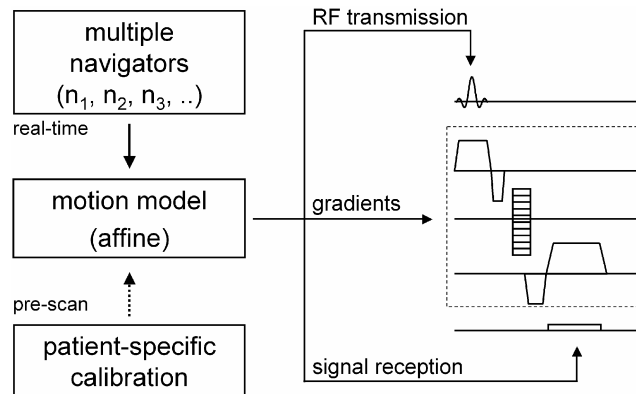 multiple
navigators
(n1, n2, n3, ..)
real-time
motion model
(affine)
pre-scan
patient-specific
calibration
RF transmission
gradients
signal reception